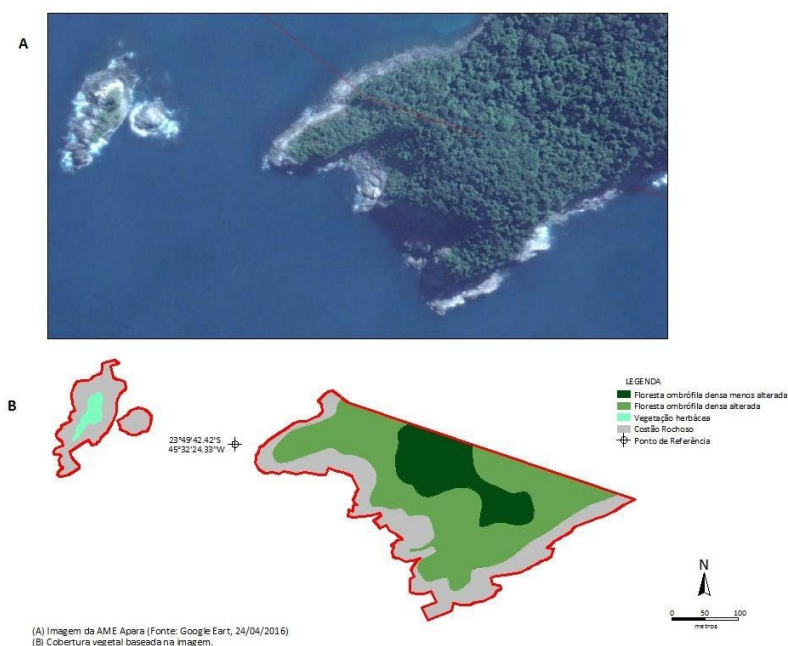 A
B
23°49'42.42"S
45°32'24.33"W
LEGENDA
Floresta ombrófila densa menos alterada
Floresta ombrófila densa alterada
Vegetação herbácea
Costão Rochoso
Ponto de Referência
N
0 50 100
metros
(A) Imagem da AME Apara (Fonte: Google Eart, 24/04/2016)
(B) Cobertura vegetal baseada na imagem.